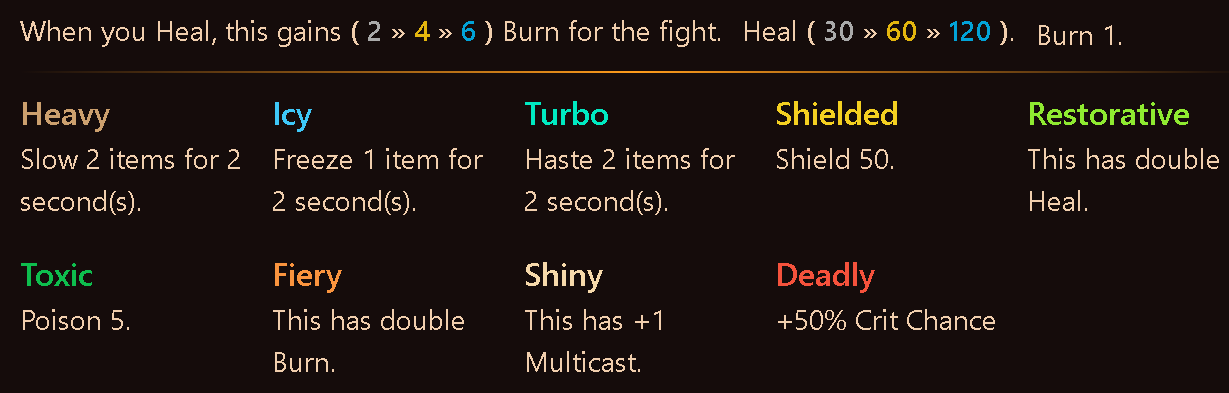 When you Heal, this gains ( 2 » 4 » 6 ) Burn for the fight. Heal ( 30 » 60 » 120 ). Burn 1.
Heavy
Slow 2 items for 2
second(s).
Icy
Freeze 1 item for
2 second(s).
Turbo
Haste 2 items for
2 second(s).
Shielded
Shield 50.
Restorative
This has double
Heal.
Toxic
Poison 5.
Fiery
This has double
Burn.
Shiny
This has +1
Multicast.
Deadly
+50% Crit Chance